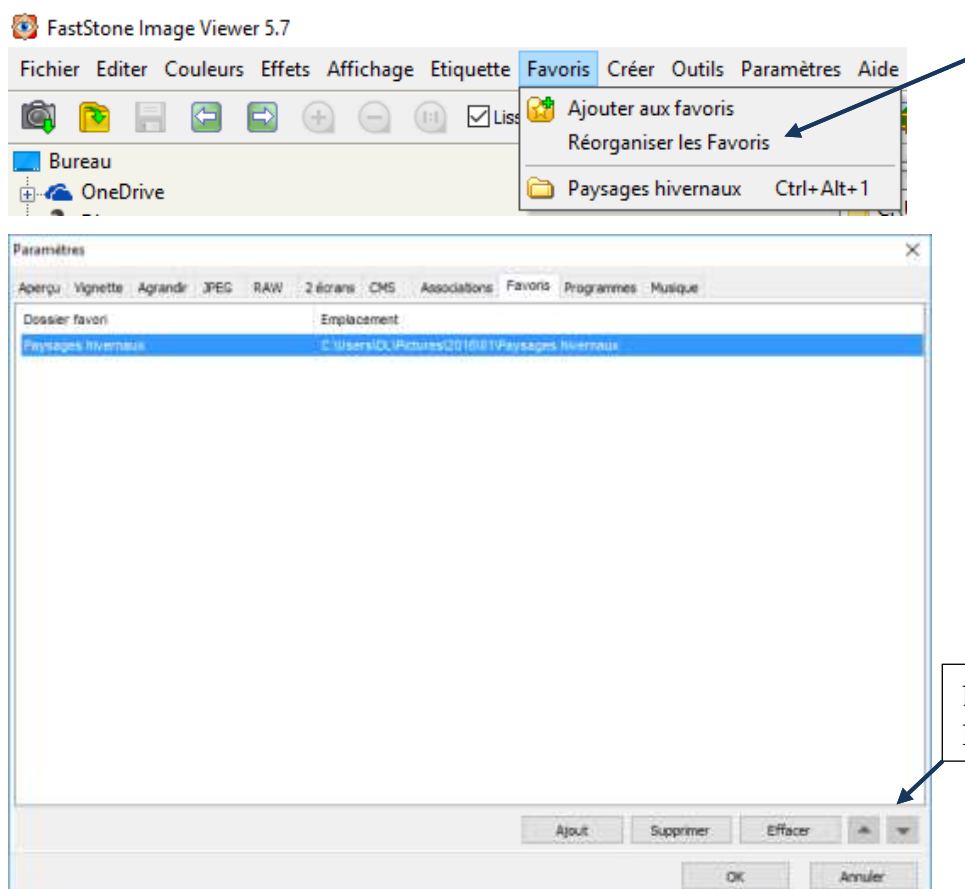 FastStone Image Viewer 5.7
Fichier Editer Couleurs Effets Affichage Etiquette Favoris Créer Outils Paramètres Aide
1:1 Liss
Ajouter aux favoris
Réorganiser les Favoris
Paysages hivernaux Ctrl+Alt+1
Bureau
OneDrive
Paramètres
Aperçu Vignette Agrandir JPEG RAW 2 écrans CMS Associations Favoris Programmes Musique
Dossier favori Emplacement
Paysages hivernaux C:\Users\DL\Pictures\2016\01\Paysages hivernaux
Ajout Supprimer Effacer
OK Annuler